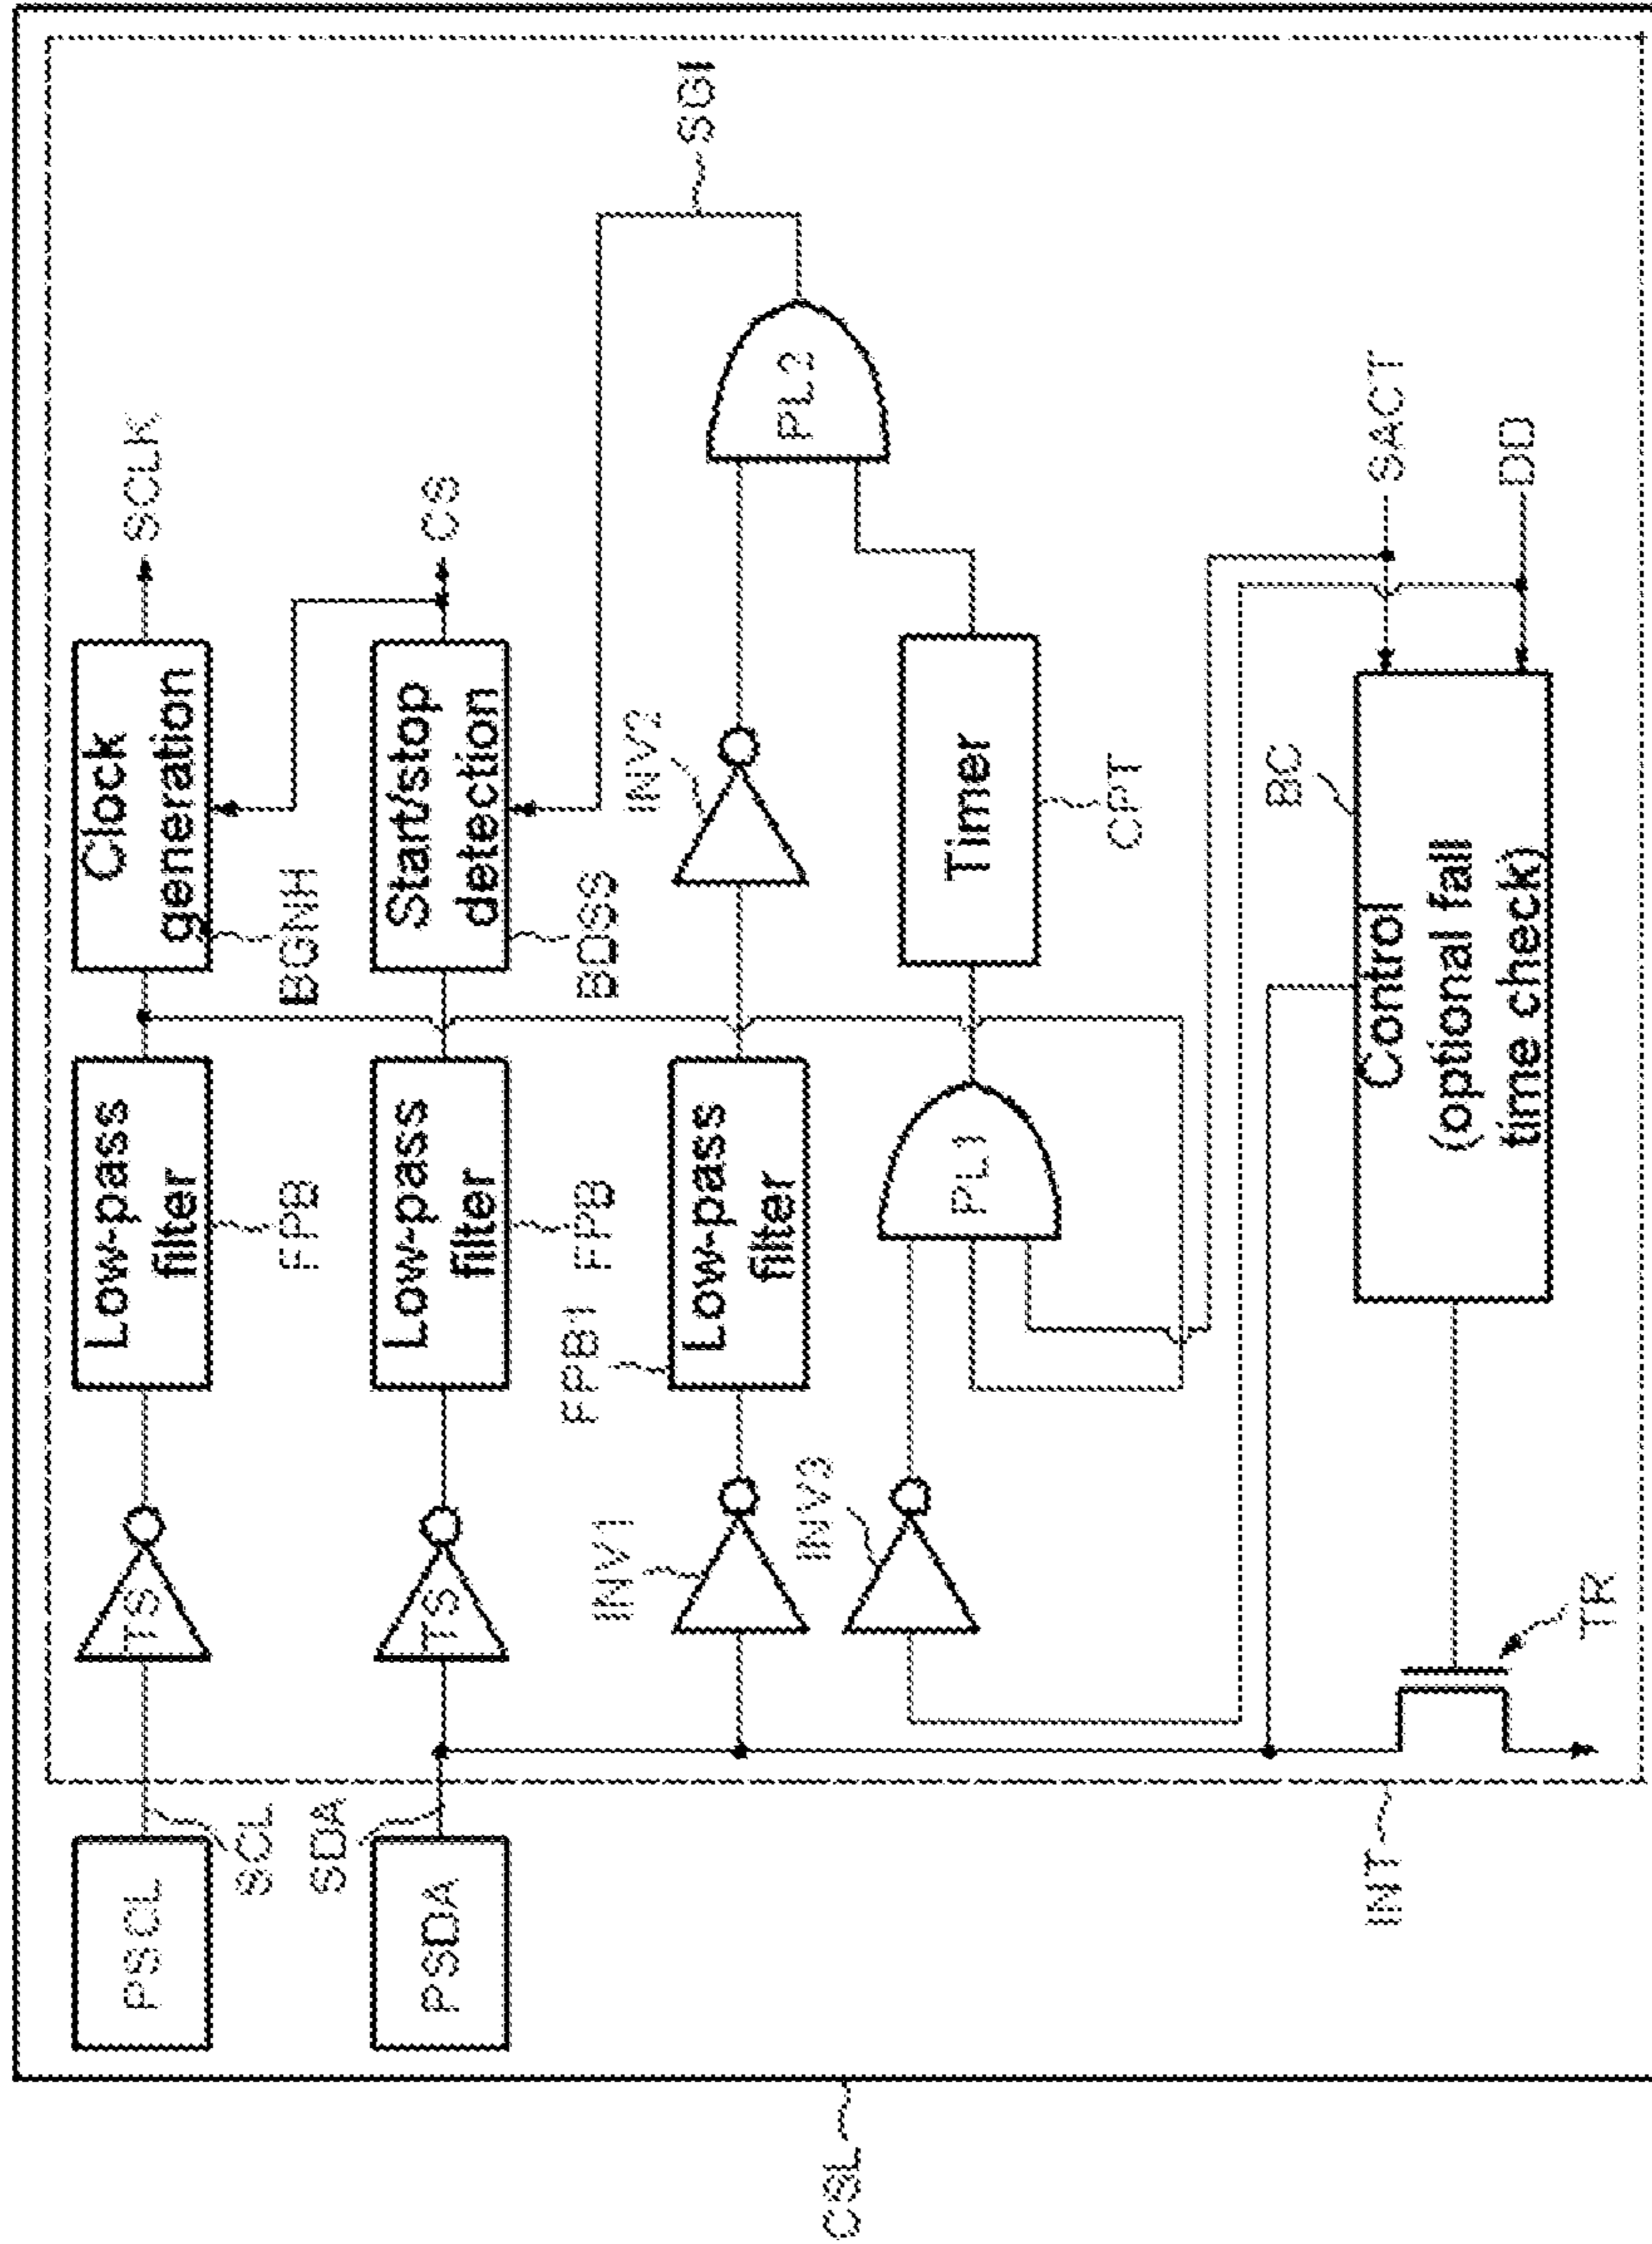 PSCL
SCL
TS
Low-pass
filter
FPB
Clock
generation
BGNH
SCLK
PSDA
SDA
TS
Low-pass
filter
FPB
Start/stop
detection
BDSS
CS
INV1
FPB1
Low-pass
filter
INV2
PL2
SGI
INV3
PL1
Timer
CPT
BC
Control
(optional fall
time check)
SACT
DD
TR
INT
CSL